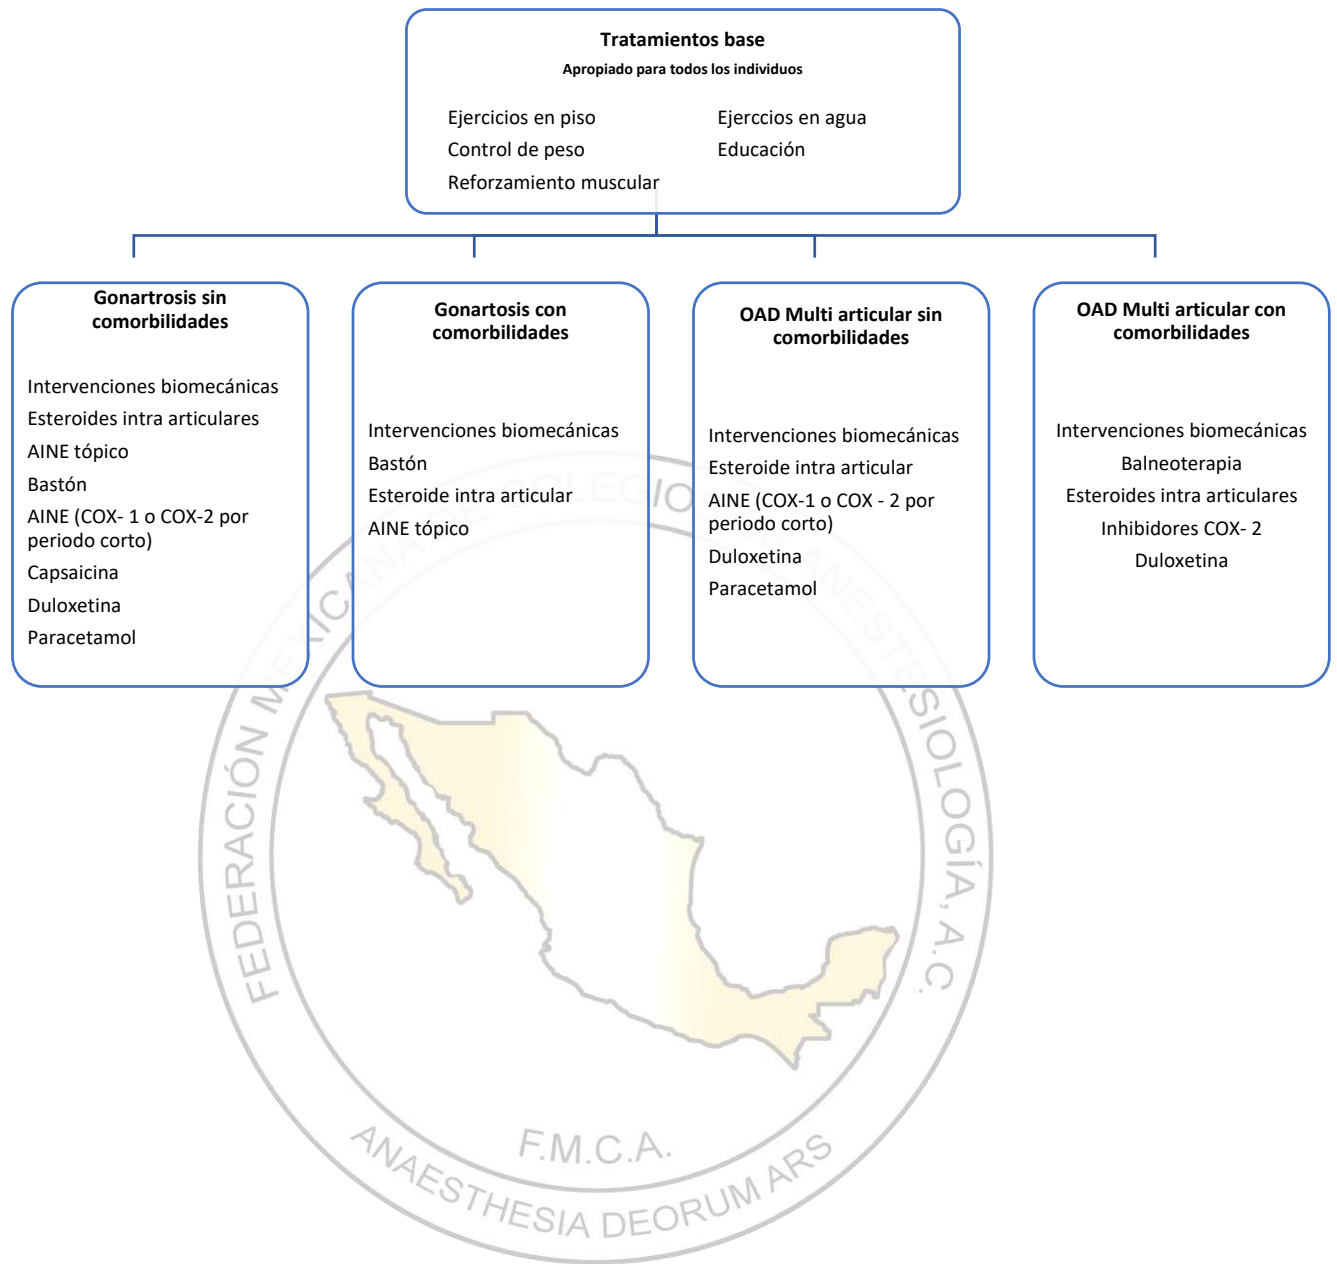 Tratamientos base
Apropiado para todos los individuos
Ejercicios en piso
Ejerccios en agua
Control de peso
Educación
Reforzamiento muscular
Gonartrosis sin
comorbilidades
Intervenciones biomecánicas
Esteroides intra articulares
AINE tópico
Bastón
AINE (COX- 1 o COX-2 por
periodo corto)
Capsaicina
Duloxetina
Paracetamol
Gonartosis con
comorbilidades
Intervenciones biomecánicas
Bastón
Esteroide intra articular
AINE tópico
OAD Multi articular sin
comorbilidades
Intervenciones biomecánicas
Esteroide intra articular
AINE (COX-1 o COX - 2 por
periodo corto)
Duloxetina
Paracetamol
OAD Multi articular con
comorbilidades
Intervenciones biomecánicas
Balneoterapia
Esteroides intra articulares
Inhibidores COX- 2
Duloxetina
FEDERACIÓN MEXICANA DE COLEGIOS DE ANESTESIOLOGÍA, A.C.
F.M.C.A.
ANAESTHESIA DEORUM ARS